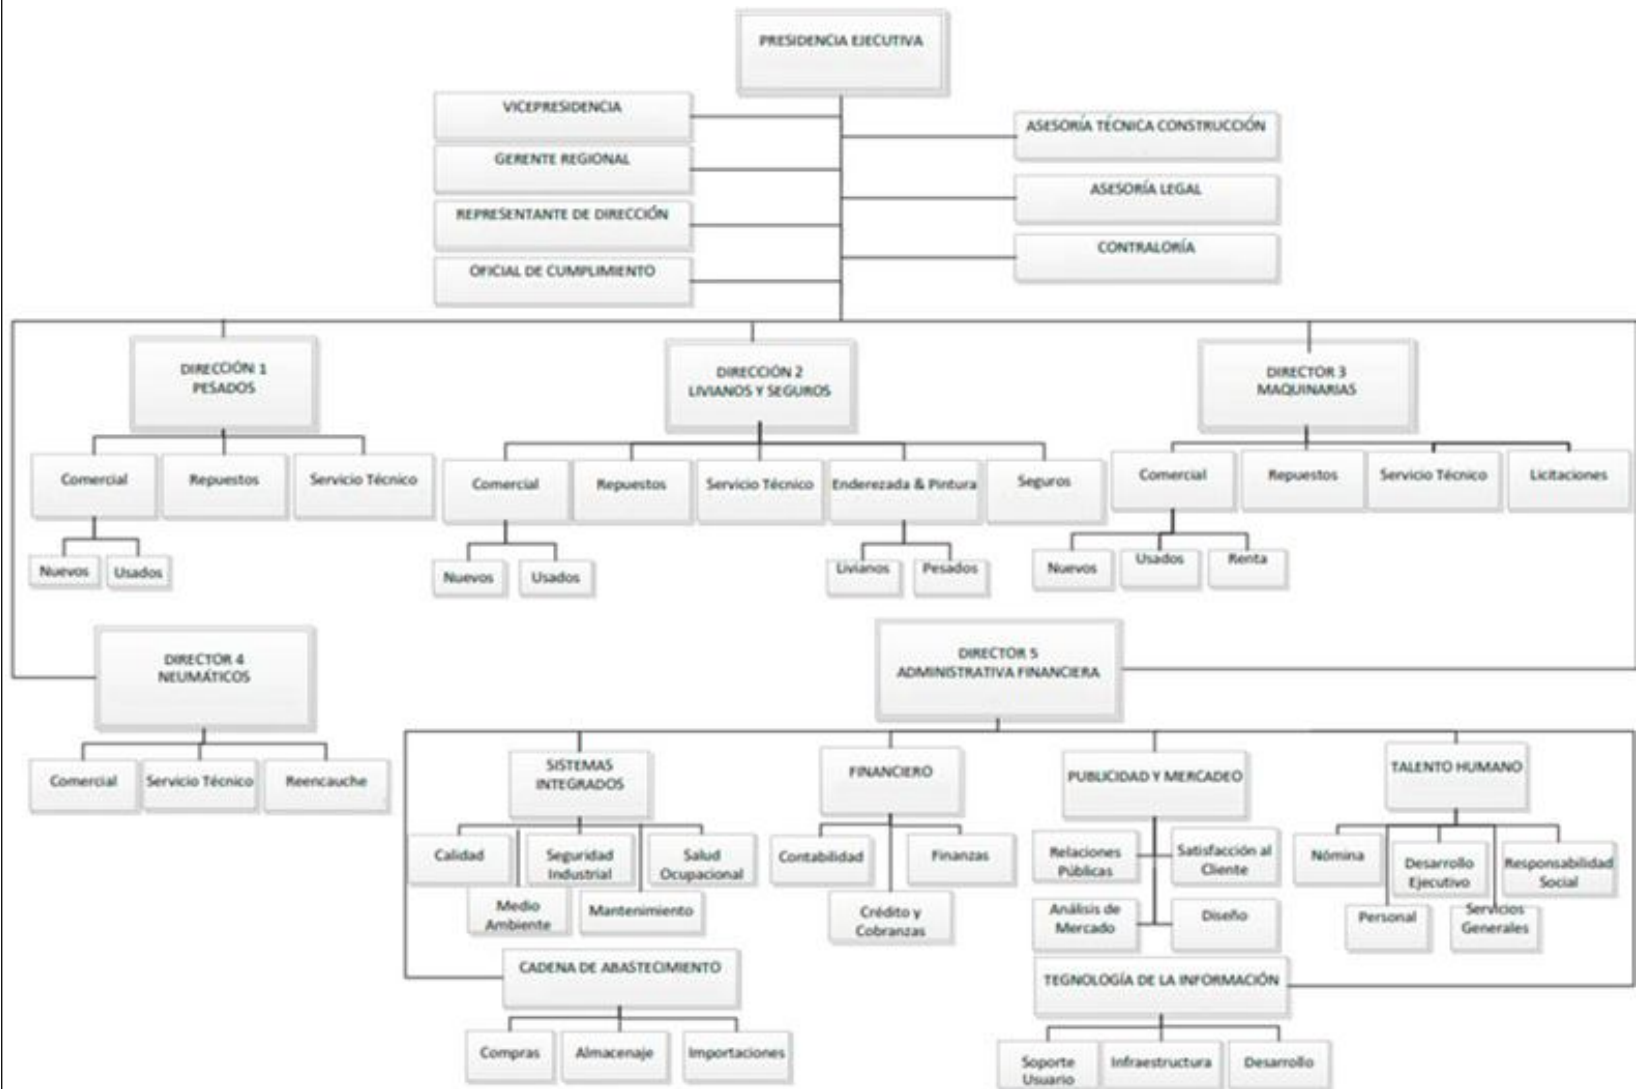 PRESIDENCIA EJECUTIVA
VICEPRESIDENCIA
GERENTE REGIONAL
REPRESENTANTE DE DIRECCIÓN
OFICIAL DE CUMPLIMIENTO
ASESORÍA TÉCNICA CONSTRUCCIÓN
ASESORÍA LEGAL
CONTRALORÍA
DIRECCIÓN 1
PESADOS
Comercial
Repuestos
Servicio Técnico
Nuevos
Usados
DIRECCIÓN 2
LIVIANOS Y SEGUROS
Comercial
Repuestos
Servicio Técnico
Enderezada & Pintura
Seguros
Nuevos
Usados
Livianos
Pesados
DIRECTOR 3
MAQUINARIAS
Comercial
Repuestos
Servicio Técnico
Licitaciones
Nuevos
Usados
Renta
DIRECTOR 4
NEUMÁTICOS
Comercial
Servicio Técnico
Reencauche
DIRECTOR 5
ADMINISTRATIVA FINANCIERA
SISTEMAS
INTEGRADOS
Calidad
Seguridad
Industrial
Salud
Ocupacional
Medio
Ambiente
Mantenimiento
FINANCIERO
Contabilidad
Finanzas
Crédito y
Cobranzas
PUBLICIDAD Y MERCADEO
Relaciones
Públicas
Satisfacción al
Cliente
Análisis de
Mercado
Diseño
TALENTO HUMANO
Nómina
Desarrollo
Ejecutivo
Responsabilidad
Social
Personal
Servicios
Generales
CADENA DE ABASTECIMIENTO
Compras
Almacenaje
Importaciones
TEGNOLOGÍA DE LA INFORMACIÓN
Soporte
Usuario
Infraestructura
Desarrollo